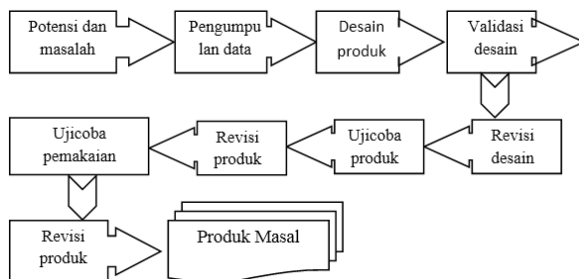 Potensi dan
masalah
Pengumpu
lan data
Desain
produk
Validasi
desain
Revisi
desain
Ujicoba
produk
Revisi
produk
Ujicoba
pemakaian
Revisi
produk
Produk Masal